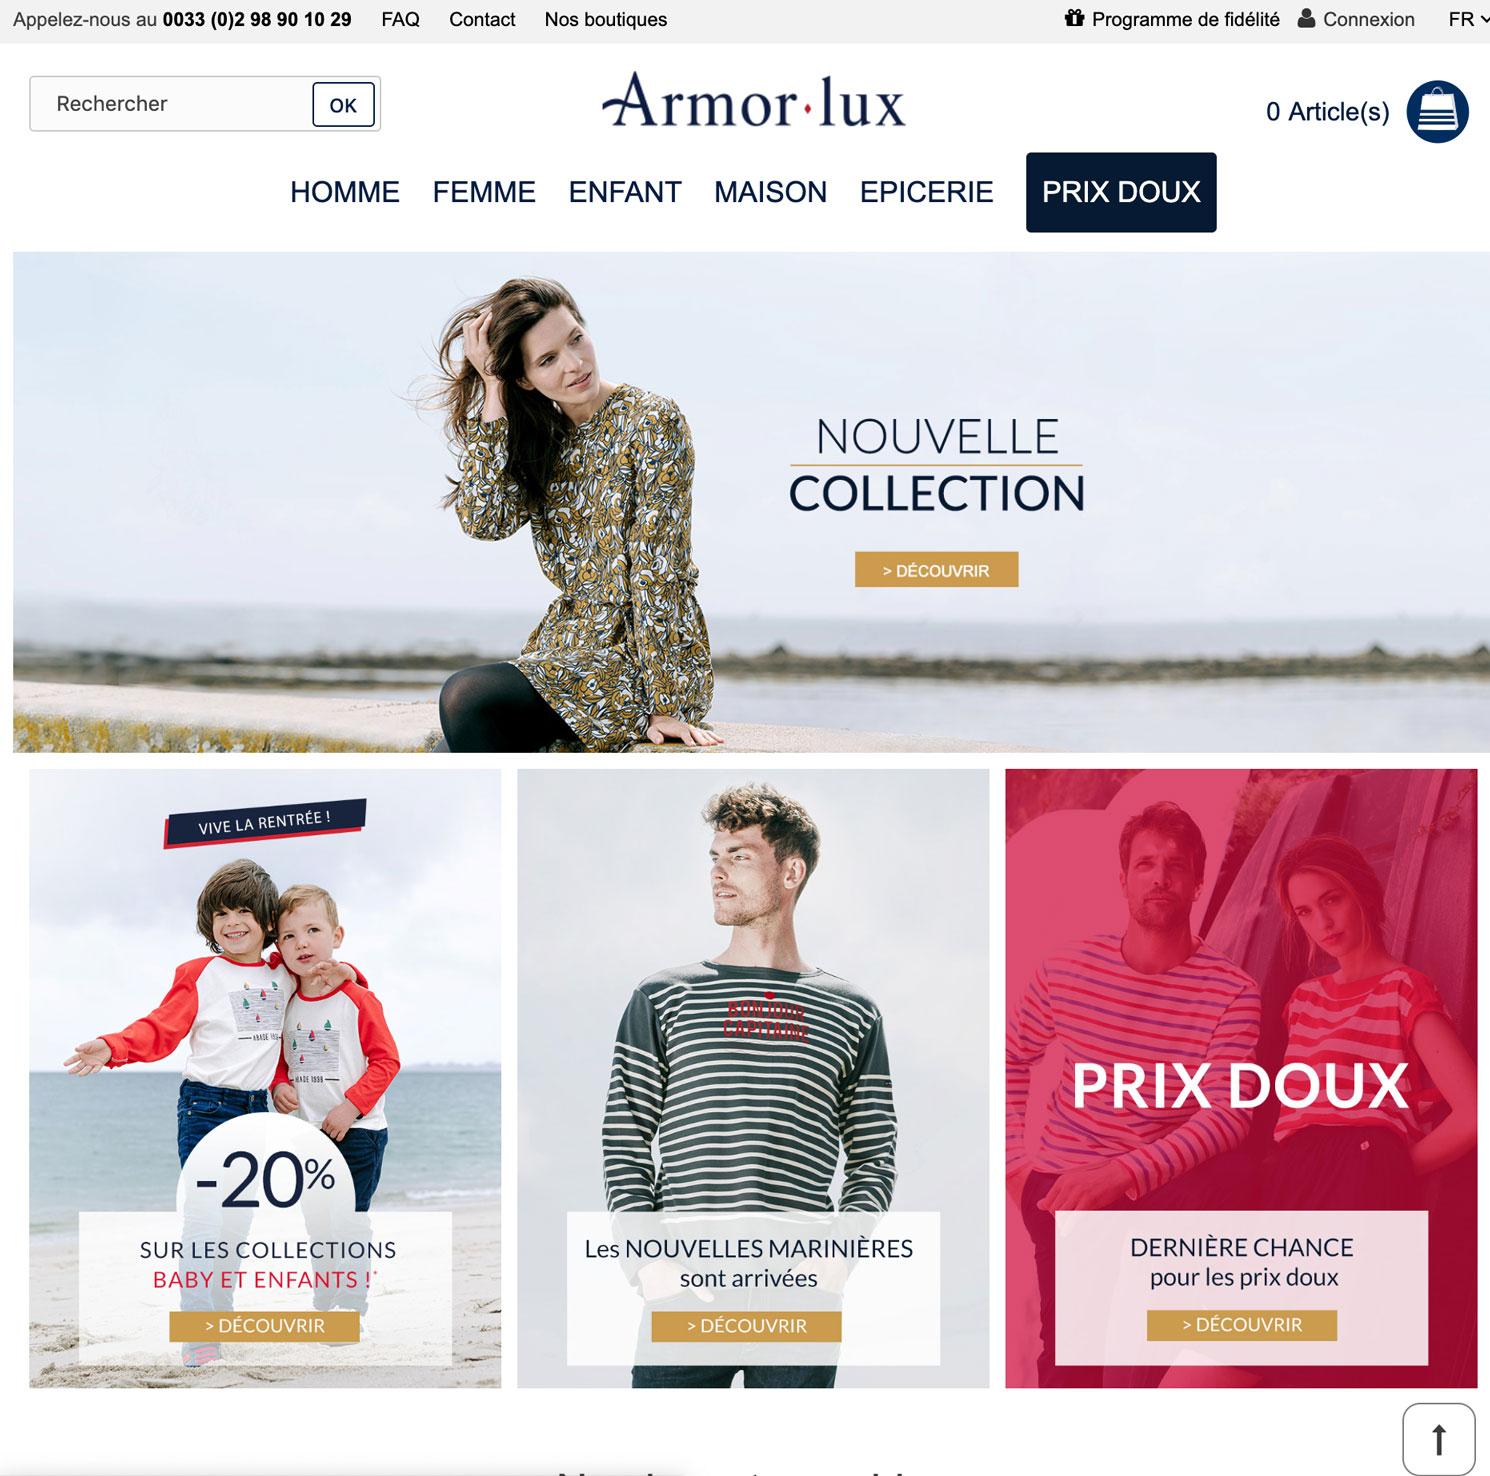 Appelez-nous au 0033 (0)2 98 90 10 29 FAQ Contact Nos boutiques Programme de fidélité Connexion FR
Rechercher OK
Armor·lux
0 Article(s)
HOMME FEMME ENFANT MAISON EPICERIE PRIX DOUX
NOUVELLE
COLLECTION
> DÉCOUVRIR
VIVE LA RENTRÉE !
-20%
SUR LES COLLECTIONS
BABY ET ENFANTS !*
> DÉCOUVRIR
BONJOUR
CAPITAINE
Les NOUVELLES MARINIÈRES
sont arrivées
> DÉCOUVRIR
PRIX DOUX
DERNIÈRE CHANCE
pour les prix doux
> DÉCOUVRIR